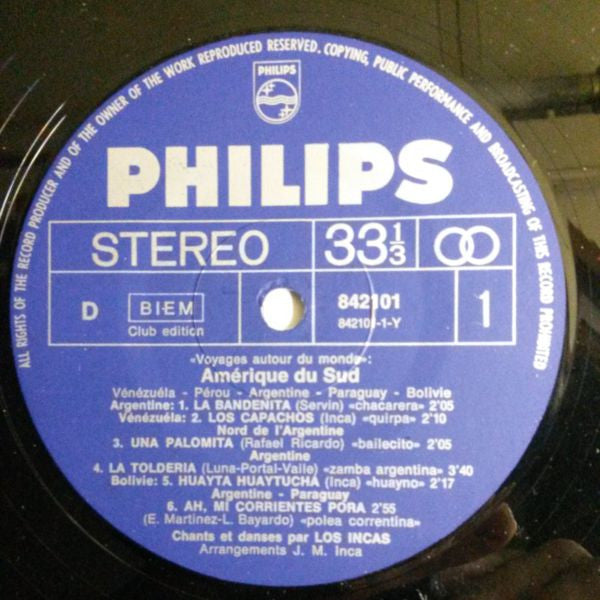 ALL RIGHTS OF THE RECORD PRODUCER AND OF THE OWNER OF THE WORK REPRODUCED RESERVED. COPYING, PUBLIC PERFORMANCE AND BROADCASTING OF THIS RECORD PROHIBITED
PHILIPS
PHILIPS
STEREO 33 1/3
D BIEM 842101 1
Club edition 842101-1-Y
«Voyages autour du monde»:
Amérique du Sud
Vénézuéla - Pérou - Argentine - Paraguay - Bolivie
Argentine: 1. LA BANDENITA (Servin) «chacarera» 2'05
Vénézuéla: 2. LOS CAPACHOS (Inca) «quirpa» 2'10
Nord de l'Argentine
3. UNA PALOMITA (Rafael Ricardo) «bailecito» 2'05
Argentine
4. LA TOLDERIA (Luna-Portal-Valle) «zamba argentina» 3'40
Bolivie: 5. HUAYTA HUAYTUCHA (Inca) «huayno» 2'17
Argentine - Paraguay
6. AH, MI CORRIENTES PORA 2'55
(E. Martinez-L. Bayardo) «polea correntina»
Chants et danses par LOS INCAS
Arrangements J. M. Inca